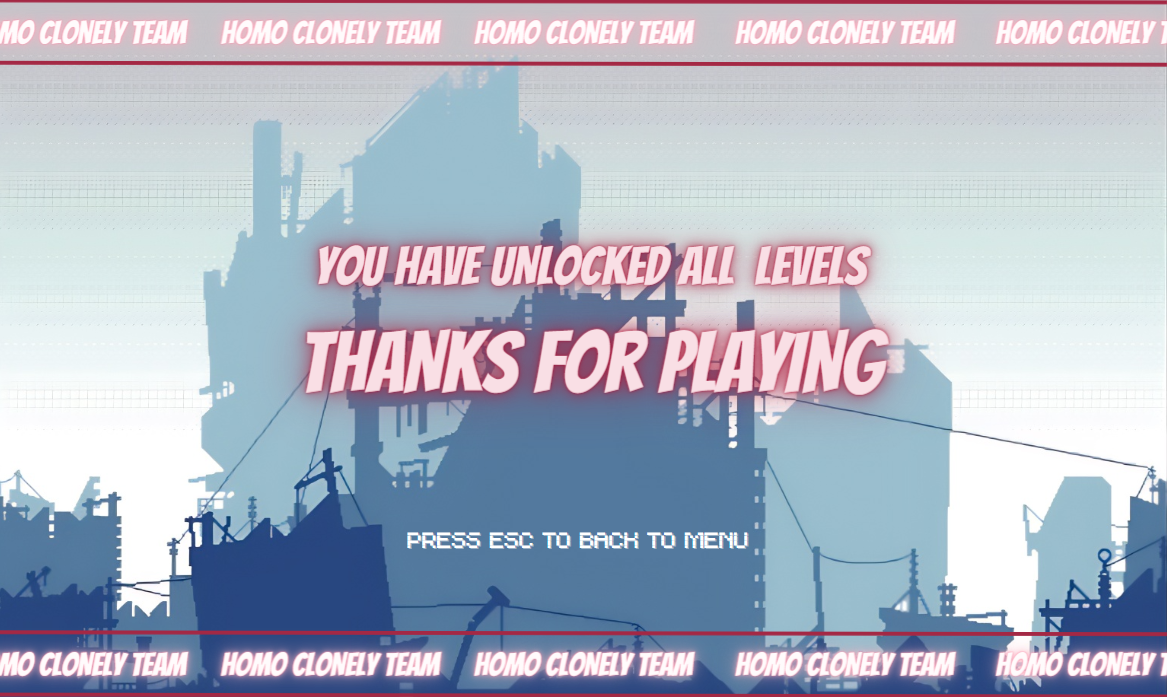 MO CLONELY TEAM HOMO CLONELY TEAM HOMO CLONELY TEAM HOMO CLONELY TEAM HOMO CLONELY T
YOU HAVE UNLOCKED ALL LEVELS
THANKS FOR PLAYING
PRESS ESC TO BACK TO MENU
MO CLONELY TEAM HOMO CLONELY TEAM HOMO CLONELY TEAM HOMO CLONELY TEAM HOMO CLONELY T